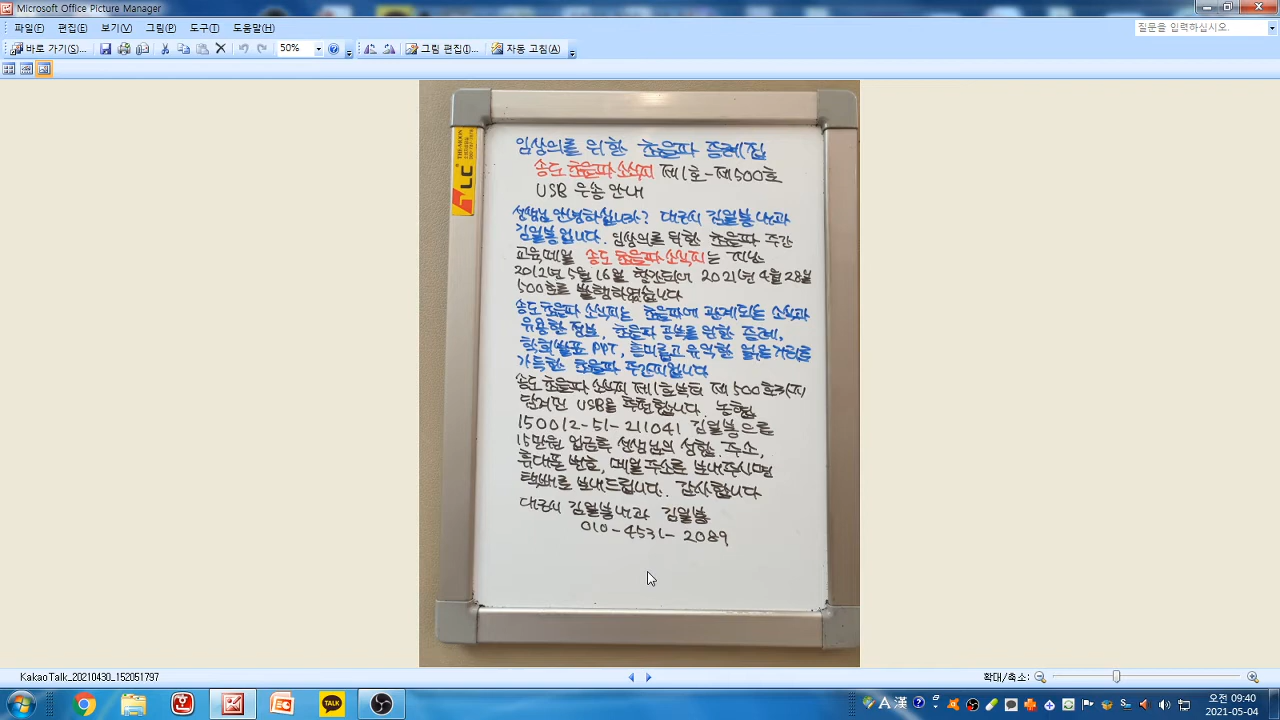 Microsoft Office Picture Manager
파일(F) 편집(E) 보기(V) 그림(P) 도구(T) 도움말(H)
질문을 입력하십시오.
바로 가기(S)... 50% 그림 편집(I)... 자동 고침(A)
임상의를 위한 초음파 증례집
송도 초음파 소식지 제1호-제500호
USB 우송 안내
선생님 안녕하십니까? 대구시 김일봉 내과
김일봉입니다. 임상의를 위한 초음파 주간
교육메일 송도 초음파 소식지는 지난
2012년 5월 16일 창간되어 2021년 4월 28일
500호로 발행하였습니다
송도 초음파 소식지는 초음파에 관계되는 소식과
유용한 정보, 초음파 공부를 위한 증례,
학회발표 PPT, 흥미롭고 유익한 읽을거리로
가득한 초음파 주간지입니다
송도 초음파 소식지 제1호부터 제500호까지
담겨진 USB를 추천합니다. 농협
150012-51-211041 김일봉으로
15만원 입금후 선생님의 성함, 주소,
휴대폰 번호, 메일주소를 보내주시면
택배로 보내드립니다. 감사합니다
대구시 김일봉내과 김일봉
010-4531-2089
KakaoTalk_20210430_152051797
확대/축소:
TALK
A 漢
오전 09:40
2021-05-04